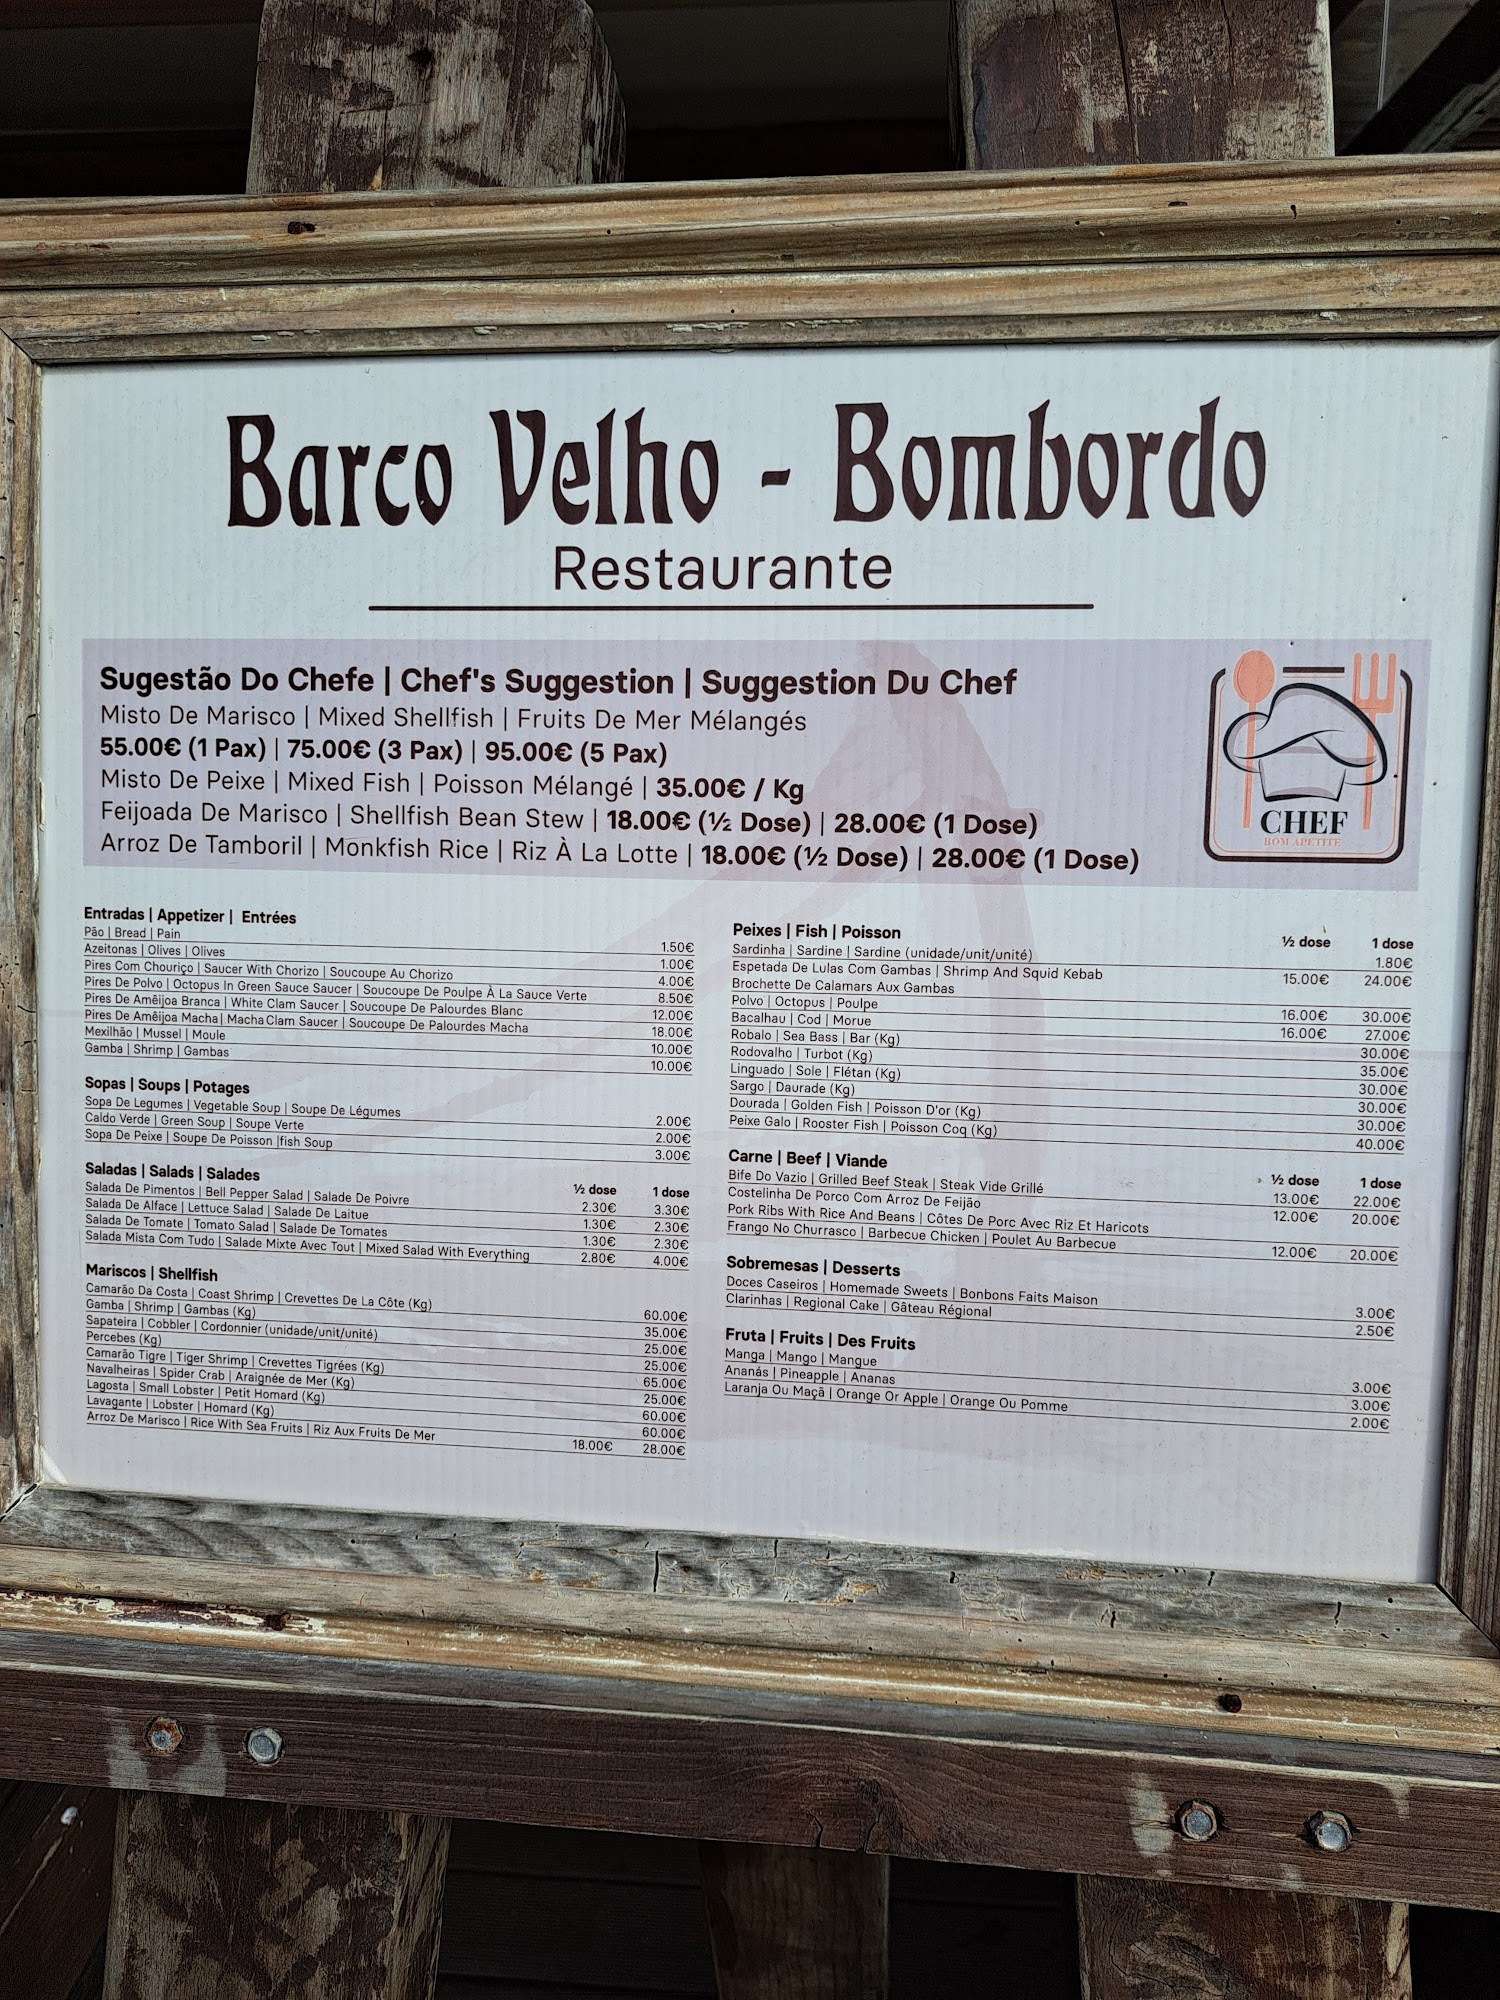 Barco Velho - Bombordo
Restaurante
Sugestão Do Chefe | Chef's Suggestion | Suggestion Du Chef
Misto De Marisco | Mixed Shellfish | Fruits De Mer Mélangés
55.00€ (1 Pax) | 75.00€ (3 Pax) | 95.00€ (5 Pax)
Misto De Peixe | Mixed Fish | Poisson Mélangé | 35.00€ / Kg
Feijoada De Marisco | Shellfish Bean Stew | 18.00€ (½ Dose) | 28.00€ (1 Dose)
Arroz De Tamboril | Monkfish Rice | Riz À La Lotte | 18.00€ (½ Dose) | 28.00€ (1 Dose)
CHEF
BOM APETITE
Entradas | Appetizer | Entrées
Pão | Bread | Pain 1.50€
Azeitonas | Olives | Olives 1.00€
Pires Com Chouriço | Saucer With Chorizo | Soucoupe Au Chorizo 4.00€
Pires De Polvo | Octopus In Green Sauce Saucer | Soucoupe De Poulpe À La Sauce Verte 8.50€
Pires De Amêijoa Branca | White Clam Saucer | Soucoupe De Palourdes Blanc 12.00€
Pires De Amêijoa Macha | Macha Clam Saucer | Soucoupe De Palourdes Macha 18.00€
Mexilhão | Mussel | Moule 10.00€
Gamba | Shrimp | Gambas 10.00€
Sopas | Soups | Potages
Sopa De Legumes | Vegetable Soup | Soupe De Légumes 2.00€
Caldo Verde | Green Soup | Soupe Verte 2.00€
Sopa De Peixe | Soupe De Poisson |fish Soup 3.00€
Saladas | Salads | Salades ½ dose 1 dose
Salada De Pimentos | Bell Pepper Salad | Salade De Poivre 2.30€ 3.30€
Salada De Alface | Lettuce Salad | Salade De Laitue 1.30€ 2.30€
Salada De Tomate | Tomato Salad | Salade De Tomates 1.30€ 2.30€
Salada Mista Com Tudo | Salade Mixte Avec Tout | Mixed Salad With Everything 2.80€ 4.00€
Mariscos | Shellfish
Camarão Da Costa | Coast Shrimp | Crevettes De La Côte (Kg) 60.00€
Gamba | Shrimp | Gambas (Kg) 35.00€
Sapateira | Cobbler | Cordonnier (unidade/unit/unité) 25.00€
Percebes (Kg) 25.00€
Camarão Tigre | Tiger Shrimp | Crevettes Tigrées (Kg) 65.00€
Navalheiras | Spider Crab | Araignée de Mer (Kg) 25.00€
Lagosta | Small Lobster | Petit Homard (Kg) 60.00€
Lavagante | Lobster | Homard (Kg) 60.00€
Arroz De Marisco | Rice With Sea Fruits | Riz Aux Fruits De Mer 18.00€ 28.00€
Peixes | Fish | Poisson ½ dose 1 dose
Sardinha | Sardine | Sardine (unidade/unit/unité) 1.80€
Espetada De Lulas Com Gambas | Shrimp And Squid Kebab 15.00€ 24.00€
Brochette De Calamars Aux Gambas
Polvo | Octopus | Poulpe 16.00€ 30.00€
Bacalhau | Cod | Morue 16.00€ 27.00€
Robalo | Sea Bass | Bar (Kg) 30.00€
Rodovalho | Turbot (Kg) 35.00€
Linguado | Sole | Flétan (Kg) 30.00€
Sargo | Daurade (Kg) 30.00€
Dourada | Golden Fish | Poisson D'or (Kg) 30.00€
Peixe Galo | Rooster Fish | Poisson Coq (Kg) 40.00€
Carne | Beef | Viande ½ dose 1 dose
Bife Do Vazio | Grilled Beef Steak | Steak Vide Grillé 13.00€ 22.00€
Costelinha De Porco Com Arroz De Feijão 12.00€ 20.00€
Pork Ribs With Rice And Beans | Côtes De Porc Avec Riz Et Haricots
Frango No Churrasco | Barbecue Chicken | Poulet Au Barbecue 12.00€ 20.00€
Sobremesas | Desserts
Doces Caseiros | Homemade Sweets | Bonbons Faits Maison 3.00€
Clarinhas | Regional Cake | Gâteau Régional 2.50€
Fruta | Fruits | Des Fruits
Manga | Mango | Mangue 3.00€
Ananás | Pineapple | Ananas 3.00€
Laranja Ou Maçã | Orange Or Apple | Orange Ou Pomme 2.00€